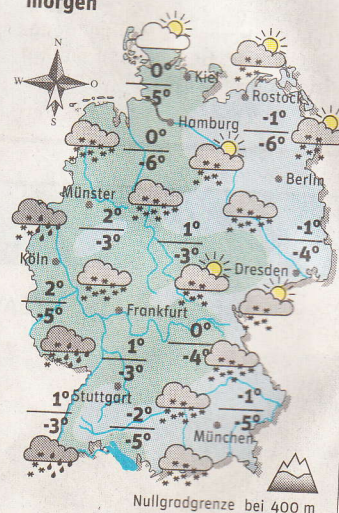 morgen
N
W
O
S
0°
-5°
Kiel
Rostock
Hamburg
0°
-6°
-1°
-6°
Berlin
Münster
2°
-3°
1°
-3°
-1°
-4°
Köln
Dresden
2°
-5°
Frankfurt
0°
-4°
1°
-3°
Stuttgart
1°
-3°
-2°
-5°
-1°
-5°
München
Nullgradgrenze bei 400 m